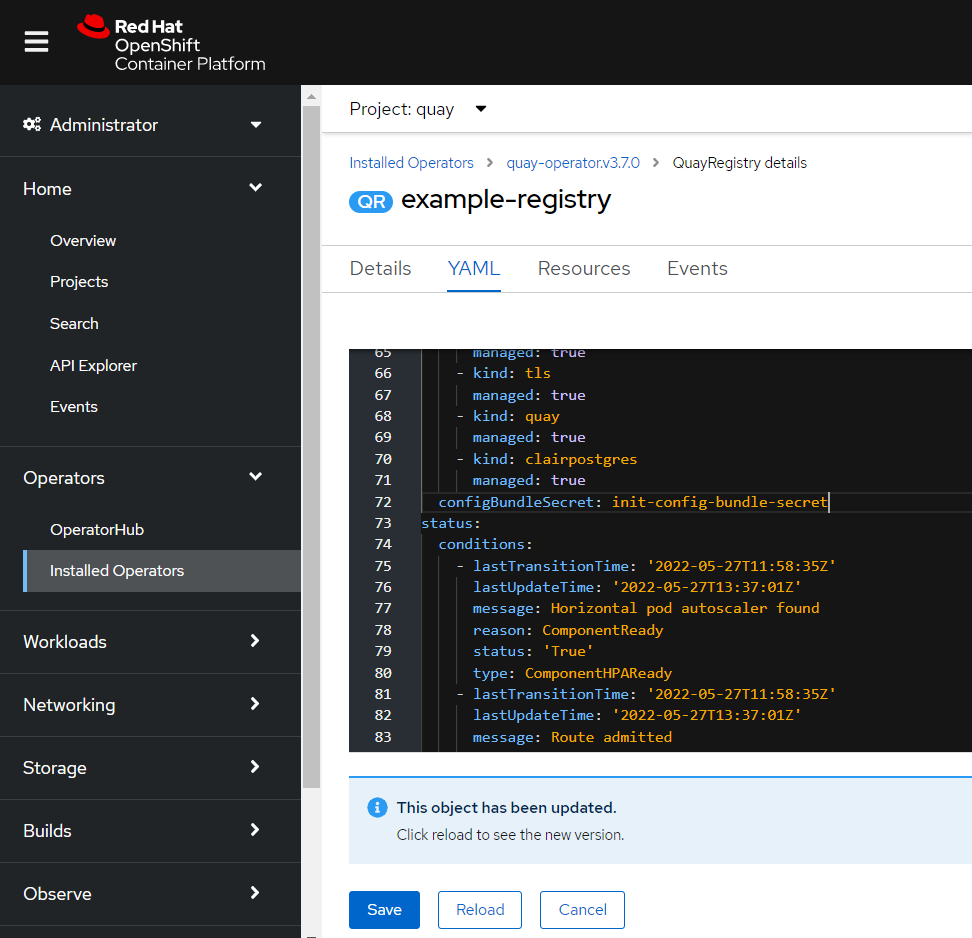 Red Hat
OpenShift
Container Platform
Administrator
Home
Overview
Projects
Search
API Explorer
Events
Operators
OperatorHub
Installed Operators
Workloads
Networking
Storage
Builds
Observe
Project: quay
Installed Operators > quay-operator.v3.7.0 > QuayRegistry details
QR example-registry
Details YAML Resources Events
65 managed: true
66 - kind: tls
67 managed: true
68 - kind: quay
69 managed: true
70 - kind: clairpostgres
71 managed: true
72 configBundleSecret: init-config-bundle-secret
73 status:
74 conditions:
75 - lastTransitionTime: '2022-05-27T11:58:35Z'
76 lastUpdateTime: '2022-05-27T13:37:01Z'
77 message: Horizontal pod autoscaler found
78 reason: ComponentReady
79 status: 'True'
80 type: ComponentHPAReady
81 - lastTransitionTime: '2022-05-27T11:58:35Z'
82 lastUpdateTime: '2022-05-27T13:37:01Z'
83 message: Route admitted
This object has been updated.
Click reload to see the new version.
Save Reload Cancel